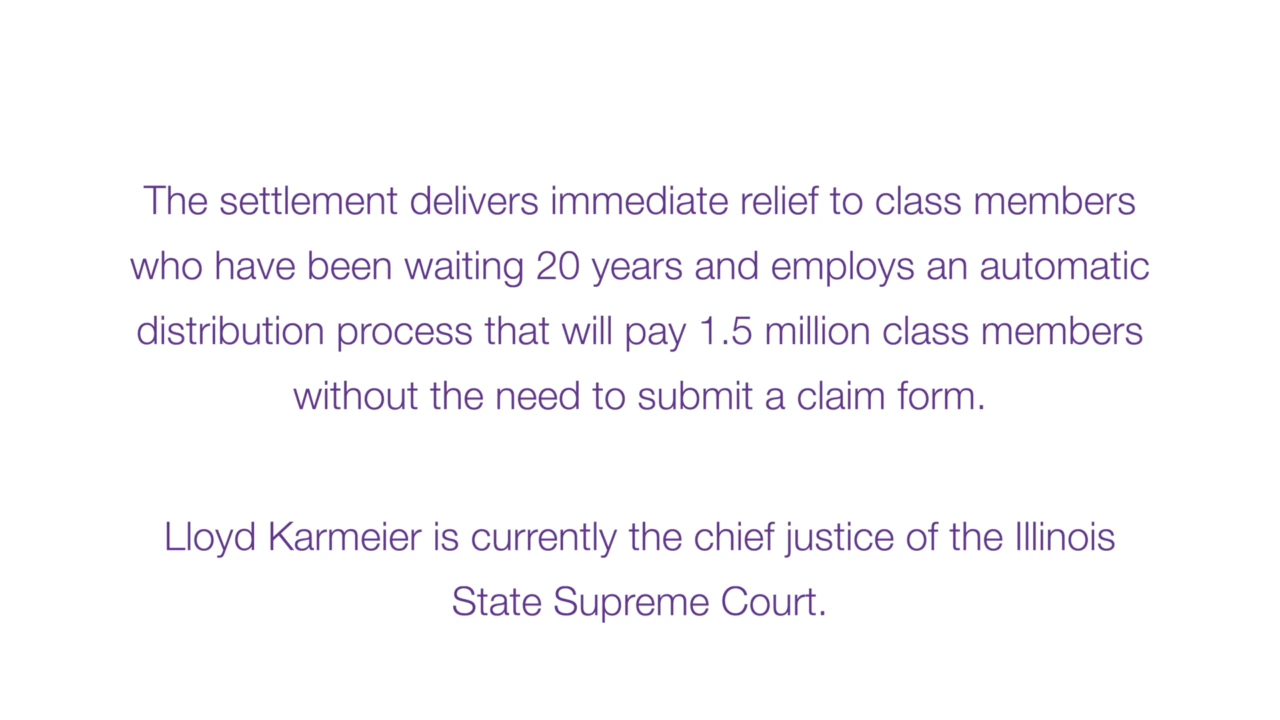 The settlement delivers immediate relief to class members
who have been waiting 20 years and employs an automatic
distribution process that will pay 1.5 million class members
without the need to submit a claim form.
Lloyd Karmeier is currently the chief justice of the Illinois
State Supreme Court.